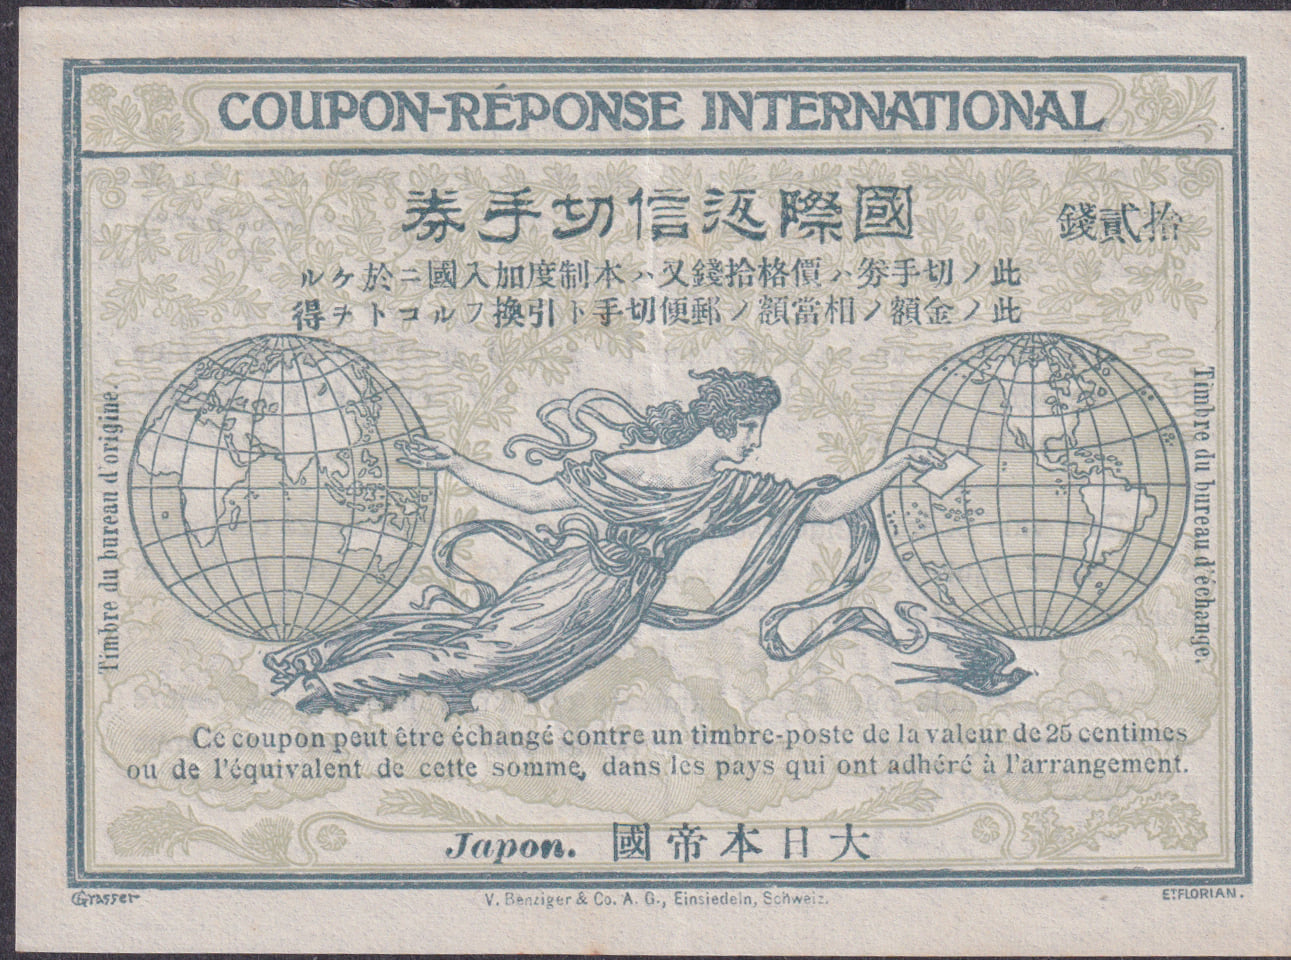 COUPON-RÉPONSE INTERNATIONAL
國際返信切手券
拾貳錢
此ノ切手券ハ價格拾錢又ハ本制度加入國ニ於ケル
此ノ金額ノ相當額ノ郵便切手ト引換フルコトヲ得
Timbre du bureau d'origine.
Timbre du bureau d'échange.
Ce coupon peut être échangé contre un timbre-poste de la valeur de 25 centimes
ou de l'équivalent de cette somme, dans les pays qui ont adhéré à l'arrangement.
Japon. 大日本帝國
Grasset
V. Benziger & Co. A. G., Einsiedeln, Schweiz.
ET.FLORIAN.